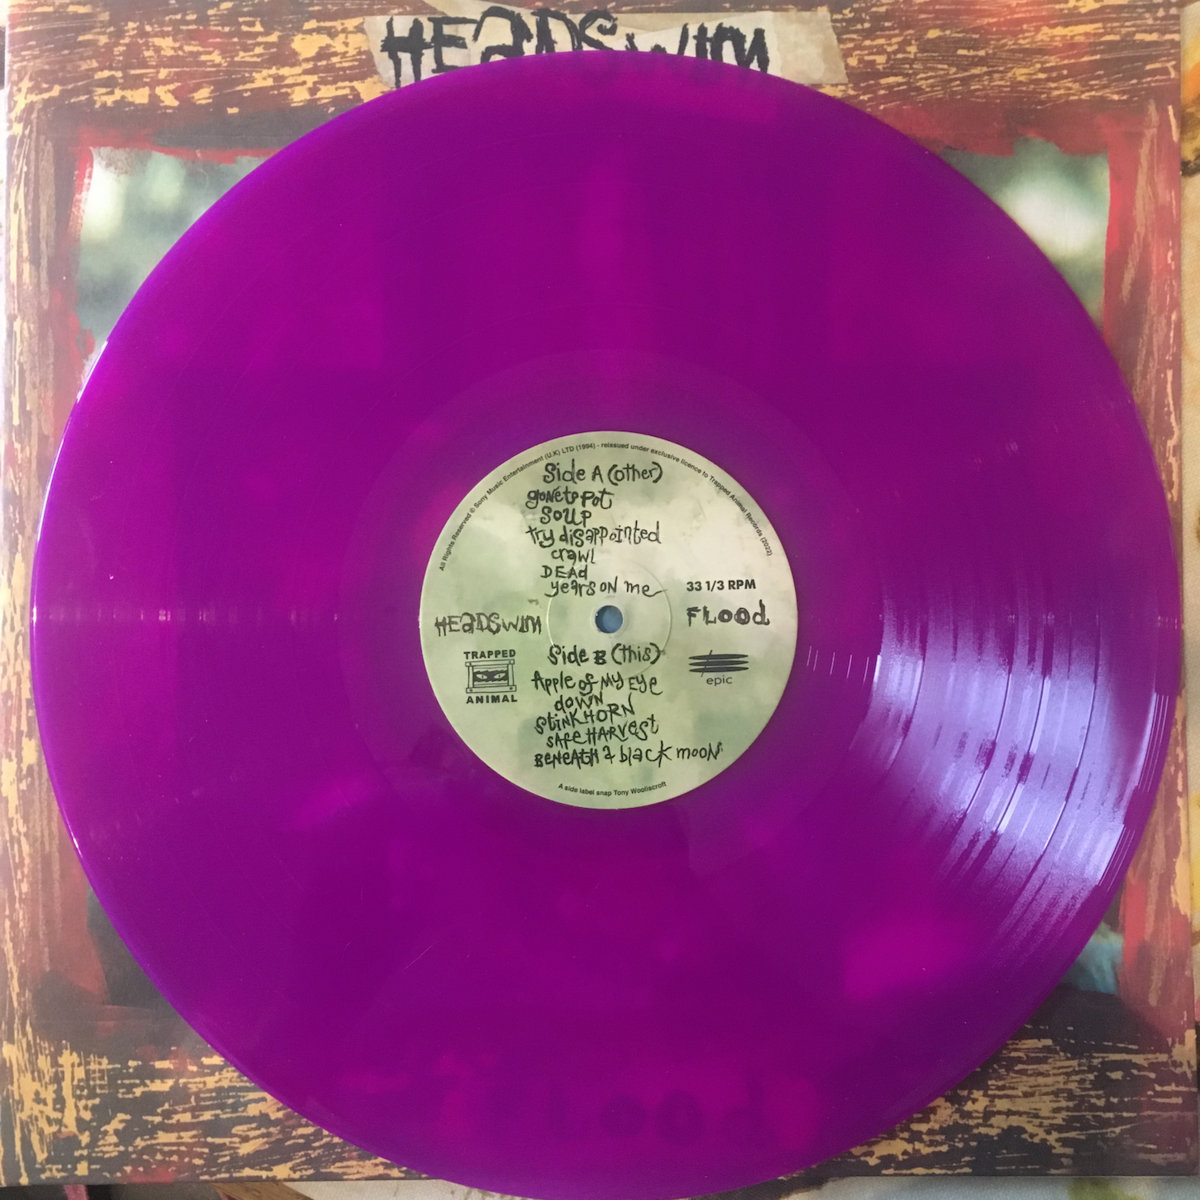 HEADSWIM
All Rights Reserved © Sony Music Entertainment (U.K) LTD (1994) - reissued under exclusive licence to Trapped Animal Records (2022)
Side A (other)
gonetopot
soup
try disappointed
crawl
DEAD
years on me
33 1/3 RPM
HEADSWIM
FLOOD
TRAPPED
ANIMAL
Side B (this)
epic
Apple of My Eye
down
stinkHORN
safeHARVest
BENEATH a black moon
A side label snap Tony Woolliscroft
FLOOD